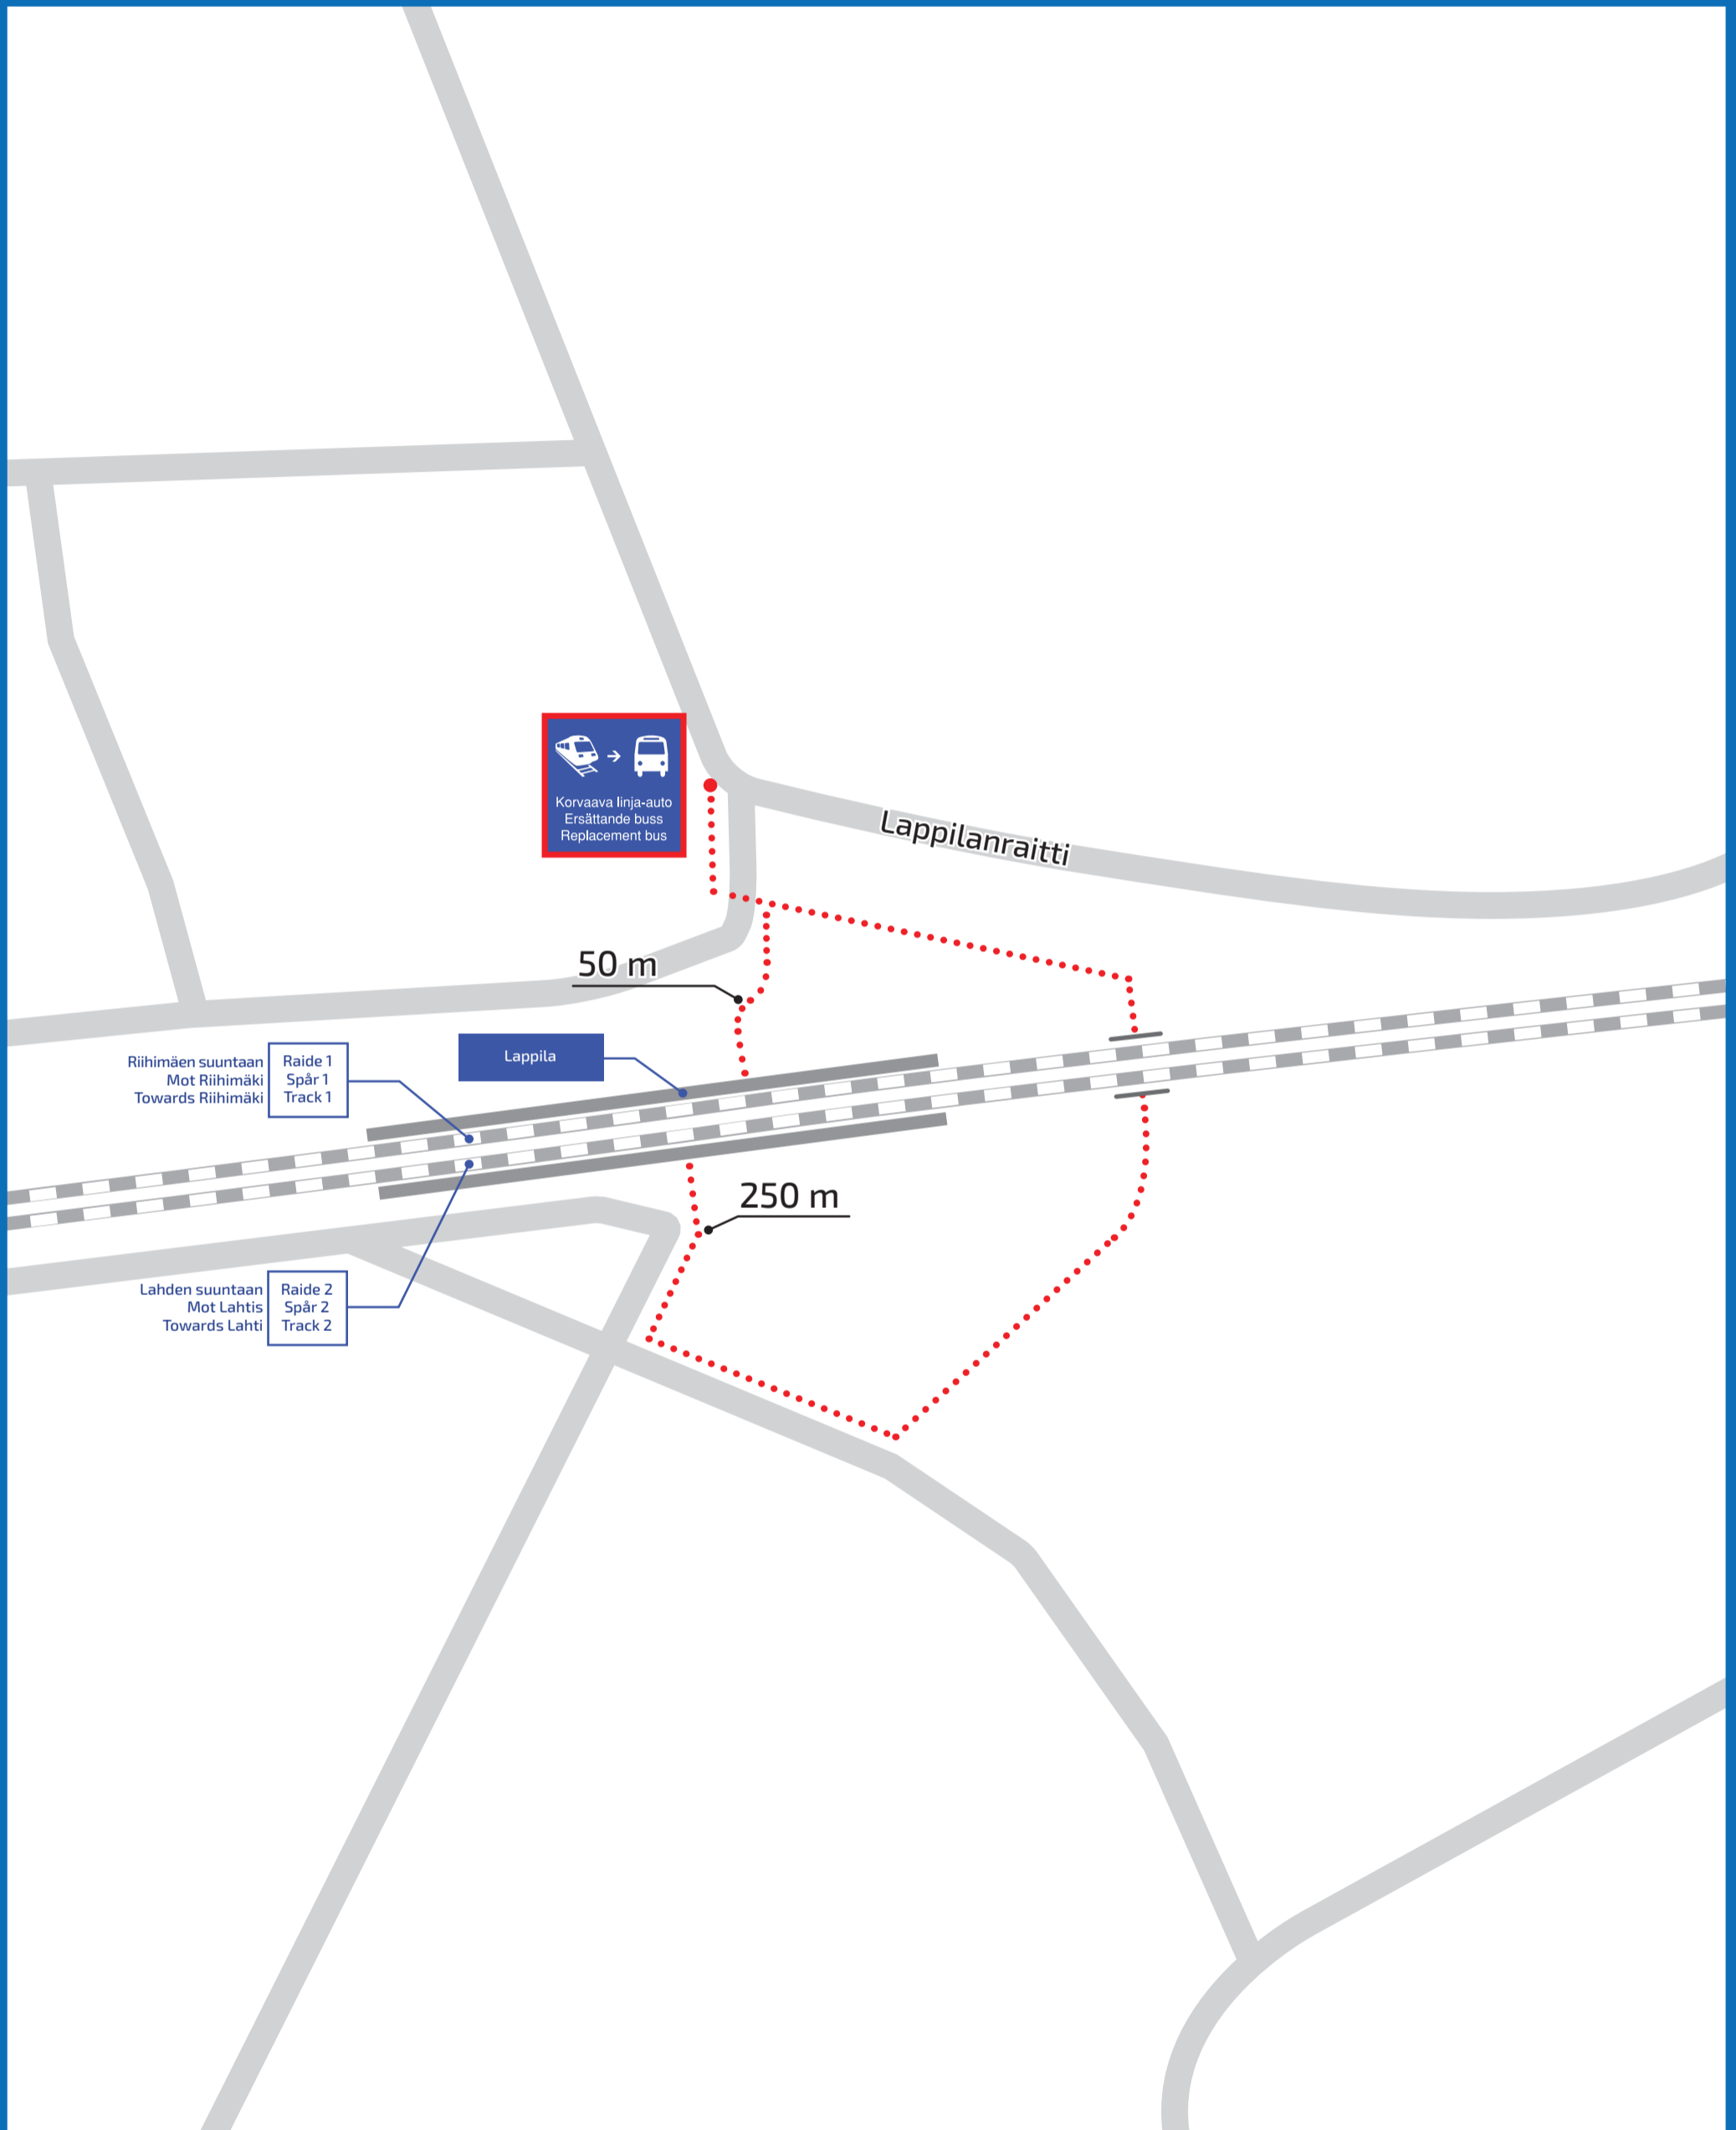 Korvaava linja-auto
Ersättande buss
Replacement bus
Lappilanraitti
50 m
Lappila
Riihimäen suuntaan
Mot Riihimäki
Towards Riihimäki
Raide 1
Spår 1
Track 1
250 m
Lahden suuntaan
Mot Lahtis
Towards Lahti
Raide 2
Spår 2
Track 2